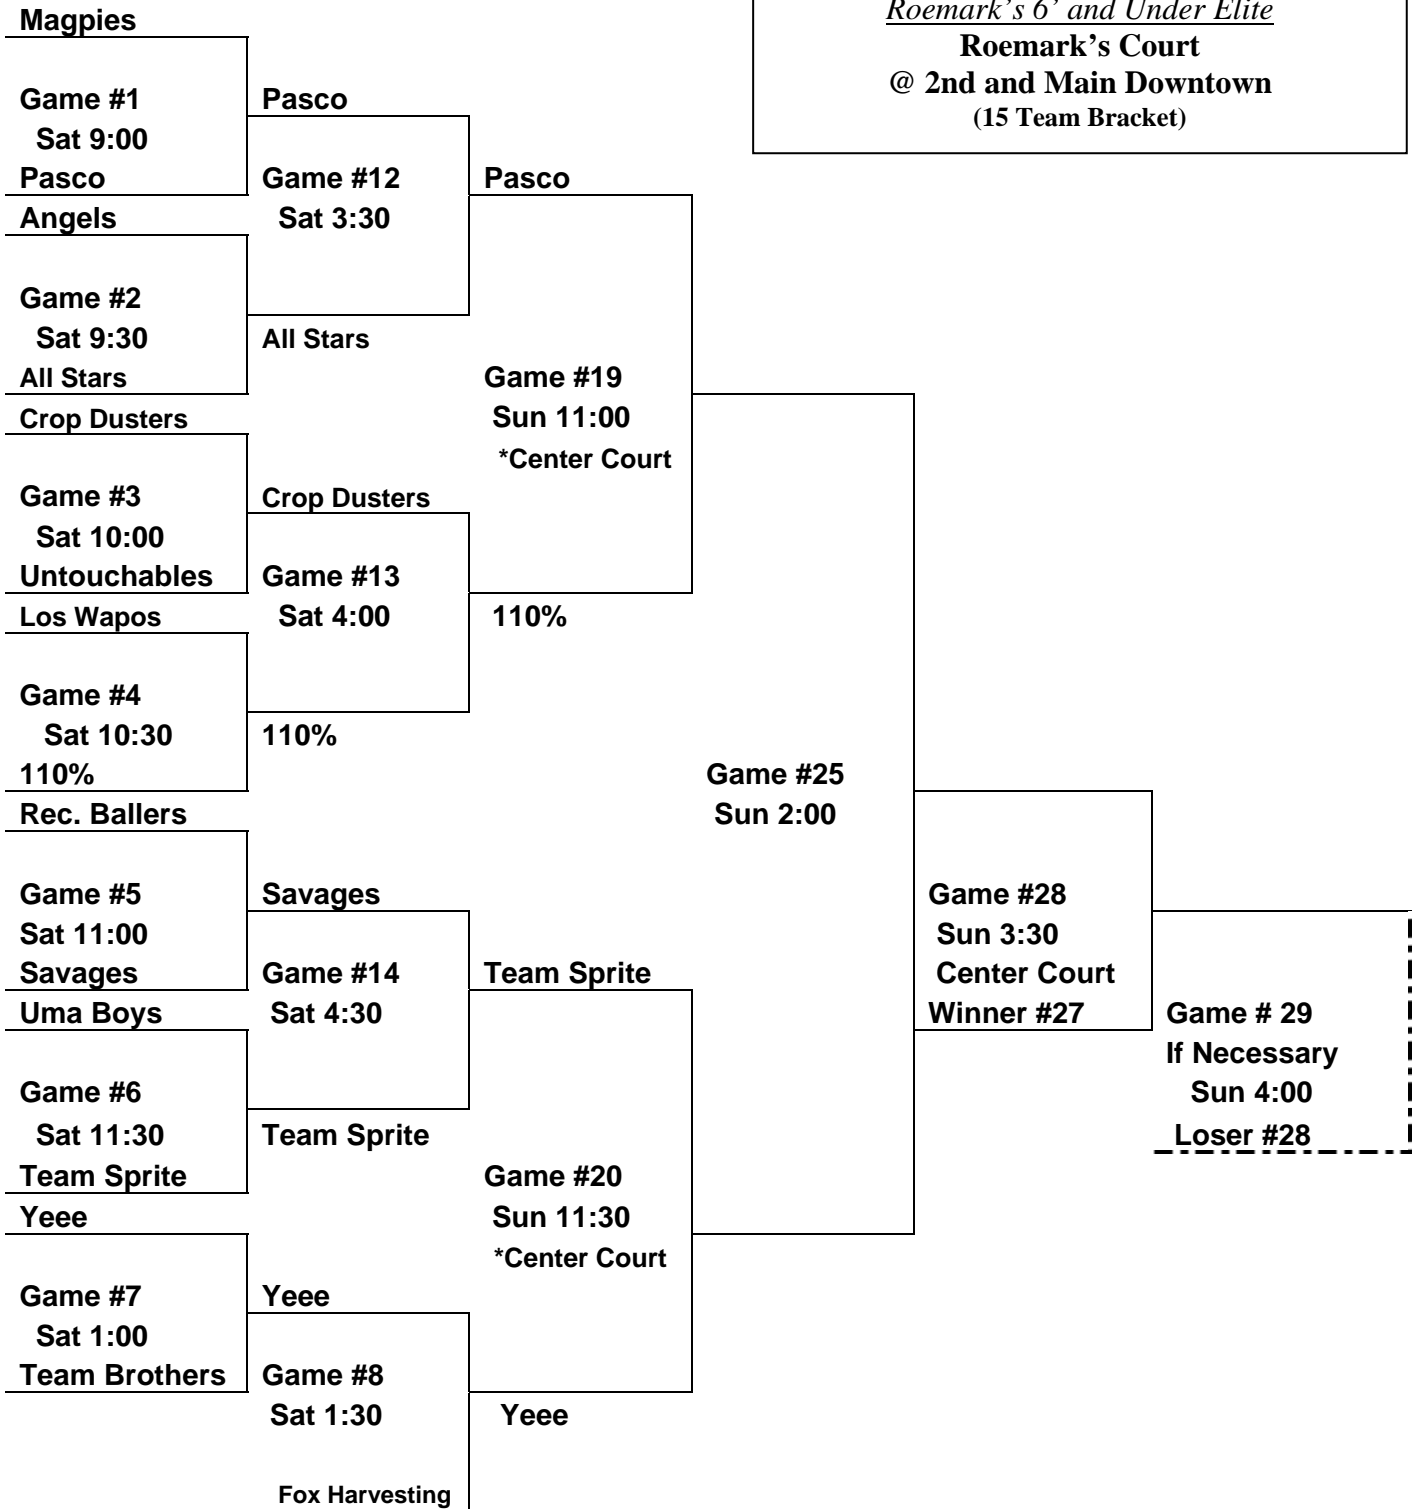 Roemark's 6' and Under Elite
Roemark's Court
@ 2nd and Main Downtown
(15 Team Bracket)
Magpies
Game #1
Sat 9:00
Pasco
Angels
Game #2
Sat 9:30
All Stars
Crop Dusters
Game #3
Sat 10:00
Untouchables
Los Wapos
Game #4
Sat 10:30
110%
Rec. Ballers
Game #5
Sat 11:00
Savages
Uma Boys
Game #6
Sat 11:30
Team Sprite
Yeee
Game #7
Sat 1:00
Team Brothers
Pasco
Game #12
Sat 3:30
All Stars
Crop Dusters
Game #13
Sat 4:00
110%
Savages
Game #14
Sat 4:30
Team Sprite
Yeee
Game #8
Sat 1:30
Fox Harvesting
Pasco
Game #19
Sun 11:00
*Center Court
110%
Team Sprite
Game #20
Sun 11:30
*Center Court
Yeee
Game #25
Sun 2:00
Game #28
Sun 3:30
Center Court
Winner #27
Game # 29
If Necessary
Sun 4:00
Loser #28